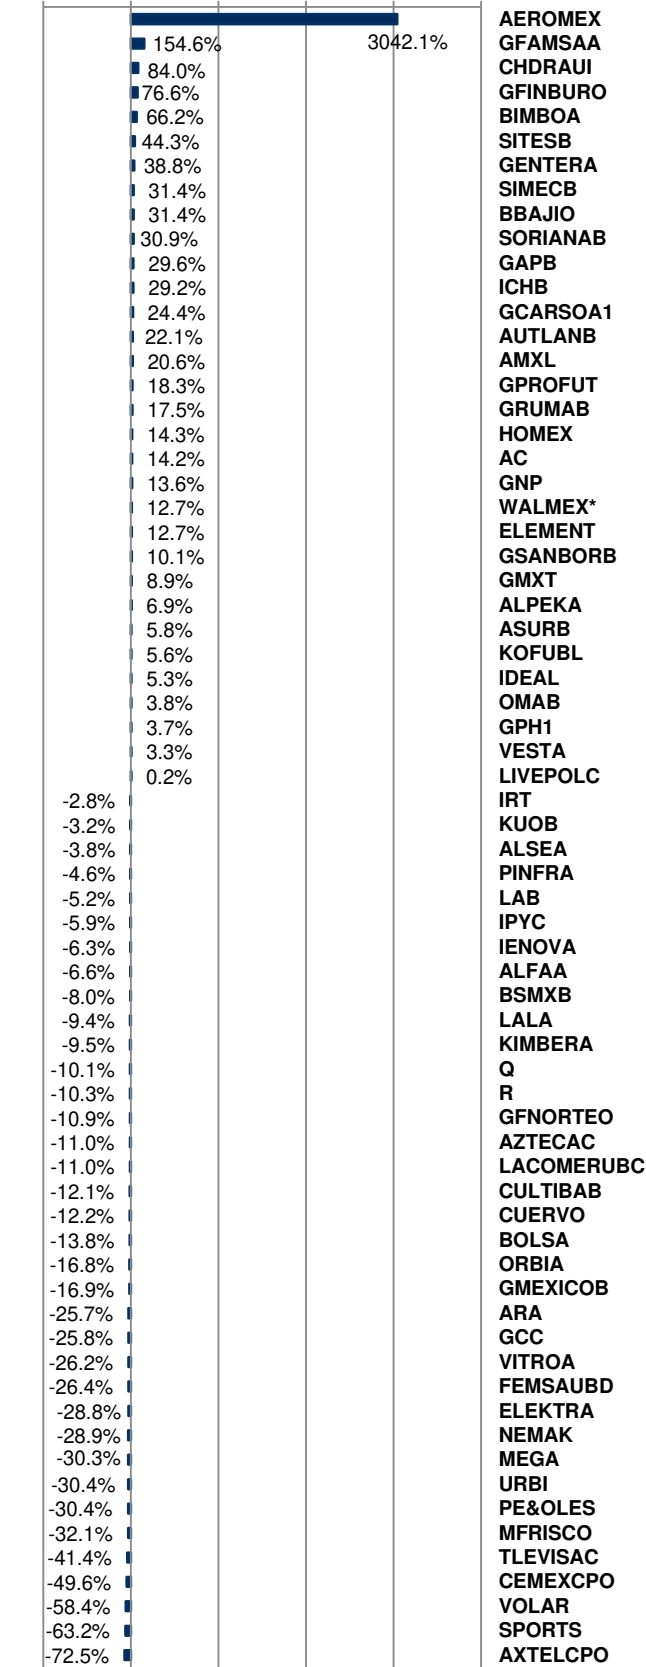 AEROMEX
154.6% 3042.1% GFAMSAA
84.0% CHDRAUI
76.6% GFINBURO
66.2% BIMBOA
44.3% SITESB
38.8% GENTERA
31.4% SIMECB
31.4% BBAJIO
30.9% SORIANAB
29.6% GAPB
29.2% ICHB
24.4% GCARSOA1
22.1% AUTLANB
20.6% AMXL
18.3% GPROFUT
17.5% GRUMAB
14.3% HOMEX
14.2% AC
13.6% GNP
12.7% WALMEX*
12.7% ELEMENT
10.1% GSANBORB
8.9% GMXT
6.9% ALPEKA
5.8% ASURB
5.6% KOFUBL
5.3% IDEAL
3.8% OMAB
3.7% GPH1
3.3% VESTA
0.2% LIVEPOLC
-2.8% IRT
-3.2% KUOB
-3.8% ALSEA
-4.6% PINFRA
-5.2% LAB
-5.9% IPYC
-6.3% IENOVA
-6.6% ALFAA
-8.0% BSMXB
-9.4% LALA
-9.5% KIMBERA
-10.1% Q
-10.3% R
-10.9% GFNORTEO
-11.0% AZTECAC
-11.0% LACOMERUBC
-12.1% CULTIBAB
-12.2% CUERVO
-13.8% BOLSA
-16.8% ORBIA
-16.9% GMEXICOB
-25.7% ARA
-25.8% GCC
-26.2% VITROA
-26.4% FEMSAUBD
-28.8% ELEKTRA
-28.9% NEMAK
-30.3% MEGA
-30.4% URBI
-30.4% PE&OLES
-32.1% MFRISCO
-41.4% TLEVISAC
-49.6% CEMEXCPO
-58.4% VOLAR
-63.2% SPORTS
-72.5% AXTELCPO